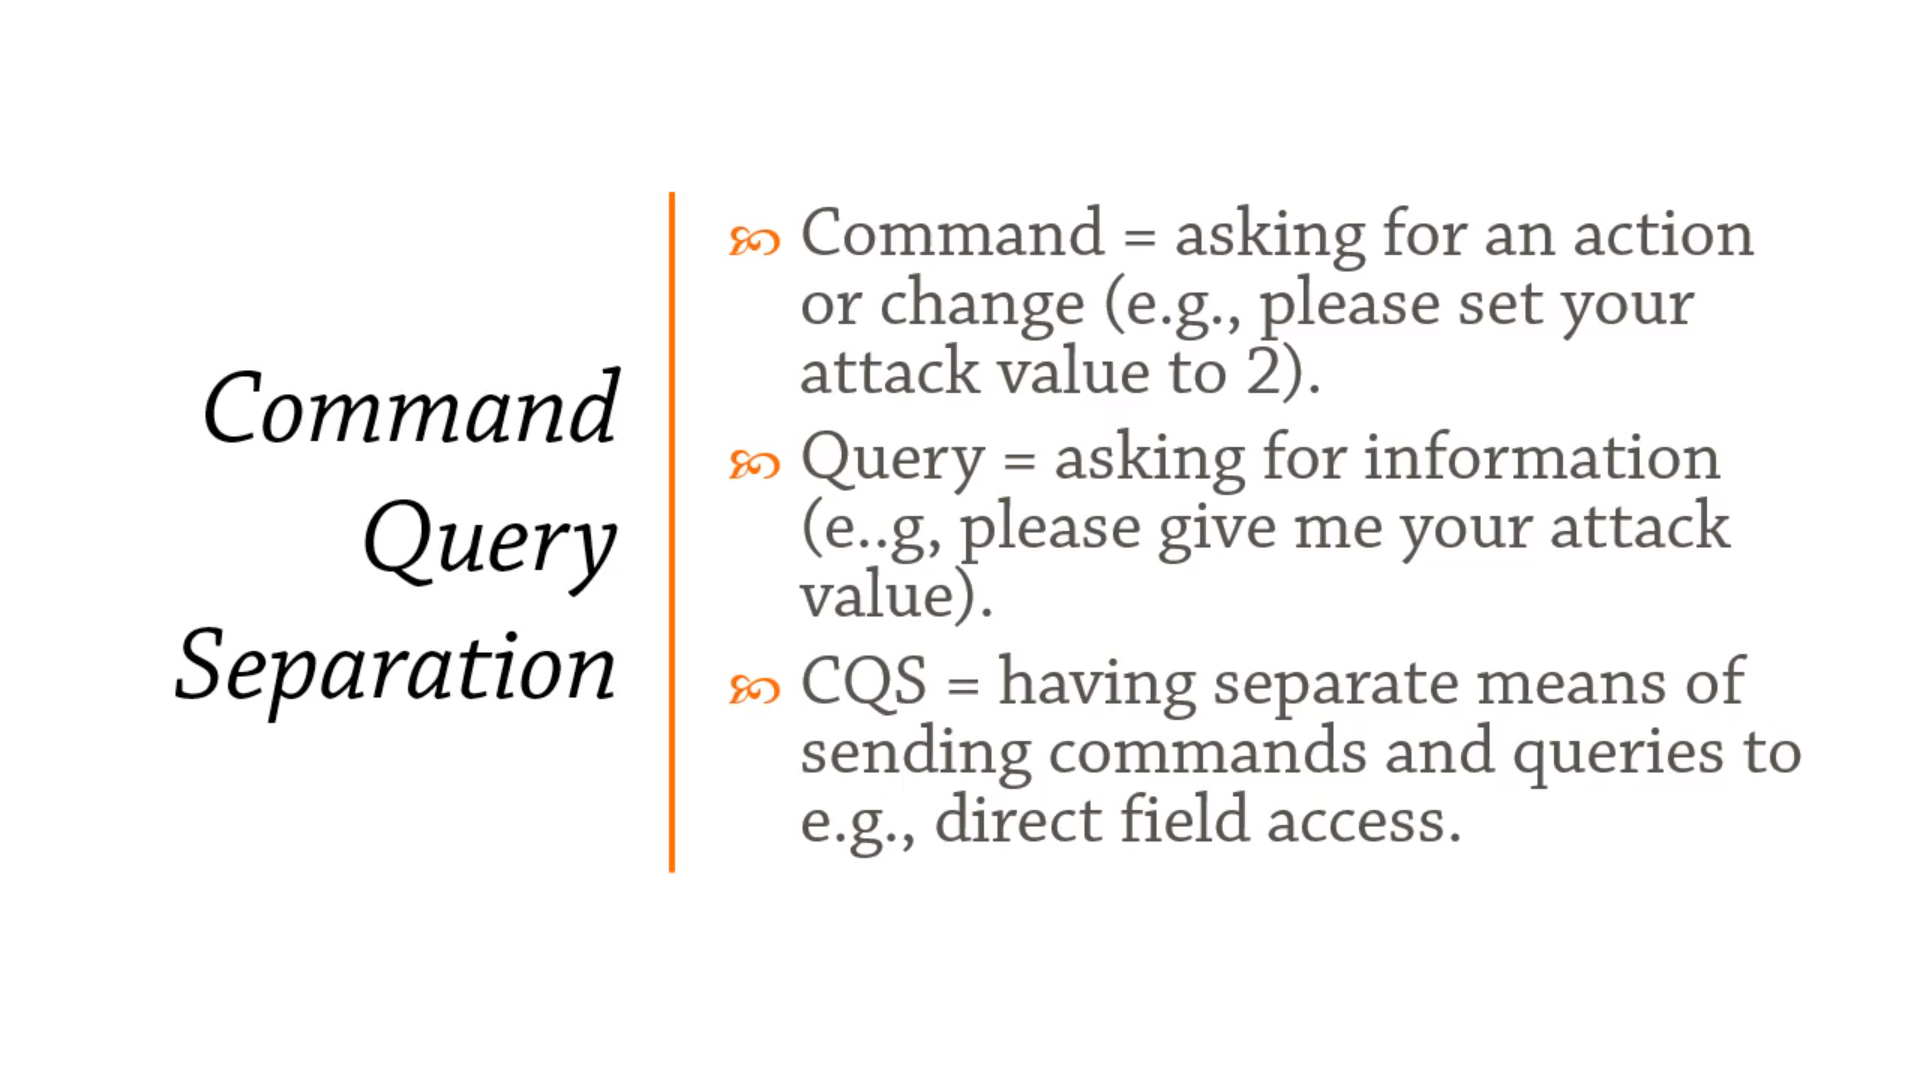 Command
Query
Separation
Command = asking for an action
or change (e.g., please set your
attack value to 2).
Query = asking for information
(e..g, please give me your attack
value).
CQS = having separate means of
sending commands and queries to
e.g., direct field access.